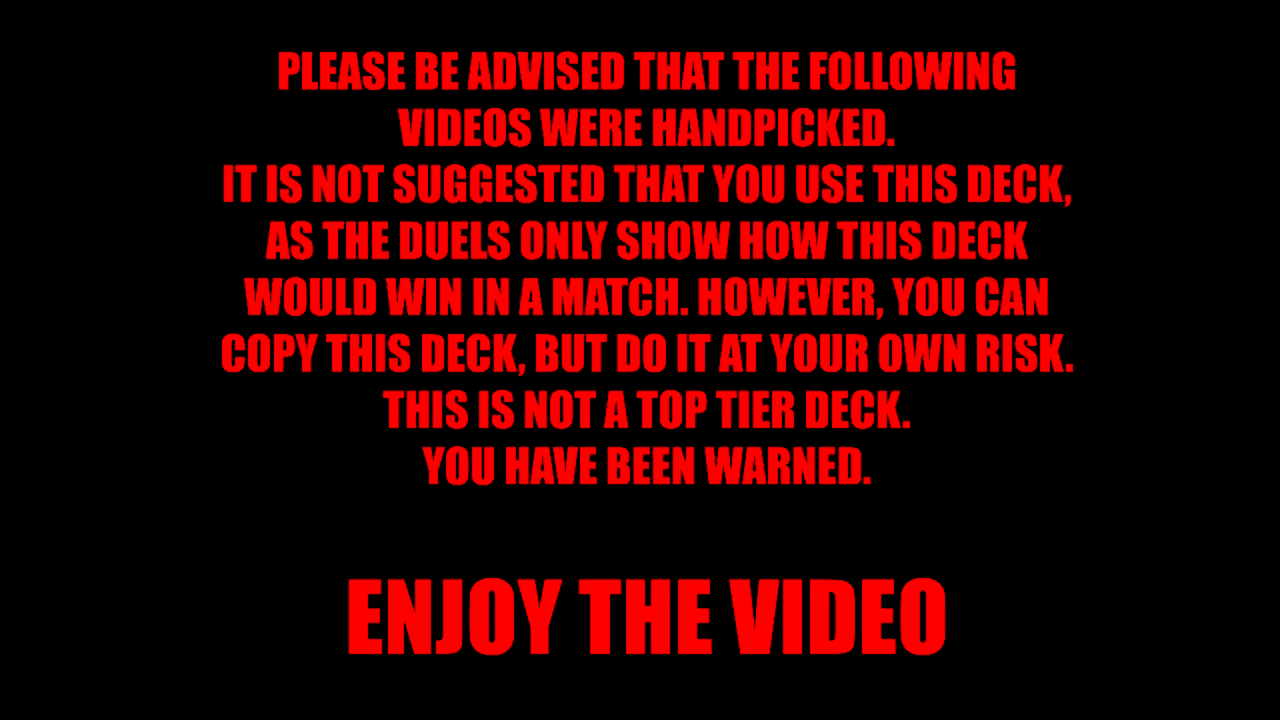 PLEASE BE ADVISED THAT THE FOLLOWING
VIDEOS WERE HANDPICKED.
IT IS NOT SUGGESTED THAT YOU USE THIS DECK,
AS THE DUELS ONLY SHOW HOW THIS DECK
WOULD WIN IN A MATCH. HOWEVER, YOU CAN
COPY THIS DECK, BUT DO IT AT YOUR OWN RISK.
THIS IS NOT A TOP TIER DECK.
YOU HAVE BEEN WARNED.
ENJOY THE VIDEO